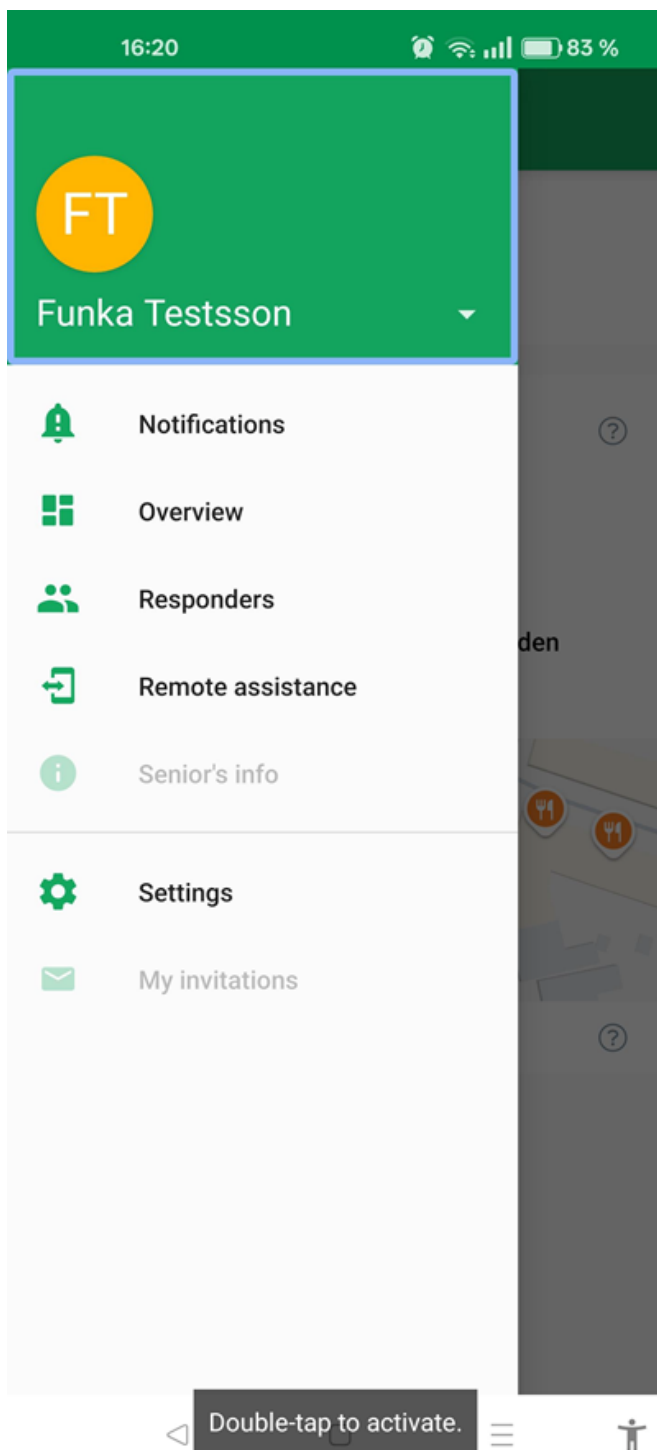 16:20
83 %
FT
Funka Testsson
Notifications
Overview
Responders
den
Remote assistance
Senior's info
Settings
My invitations
Double-tap to activate.